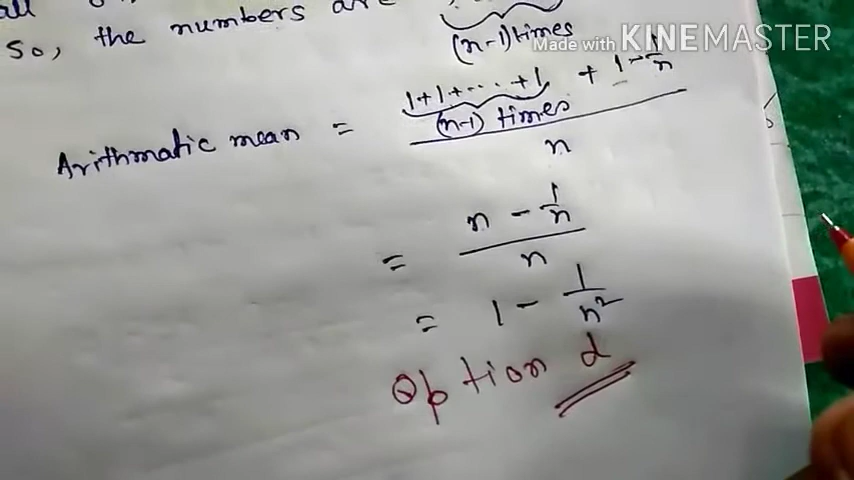 So, the numbers are
(n-1) times
Made with KINEMASTER
1+1+ ... +1 + 1 - 1/n
(n-1) times
Arithmatic mean =
n
= n - 1/n
n
= 1 - 1/n²
Option d